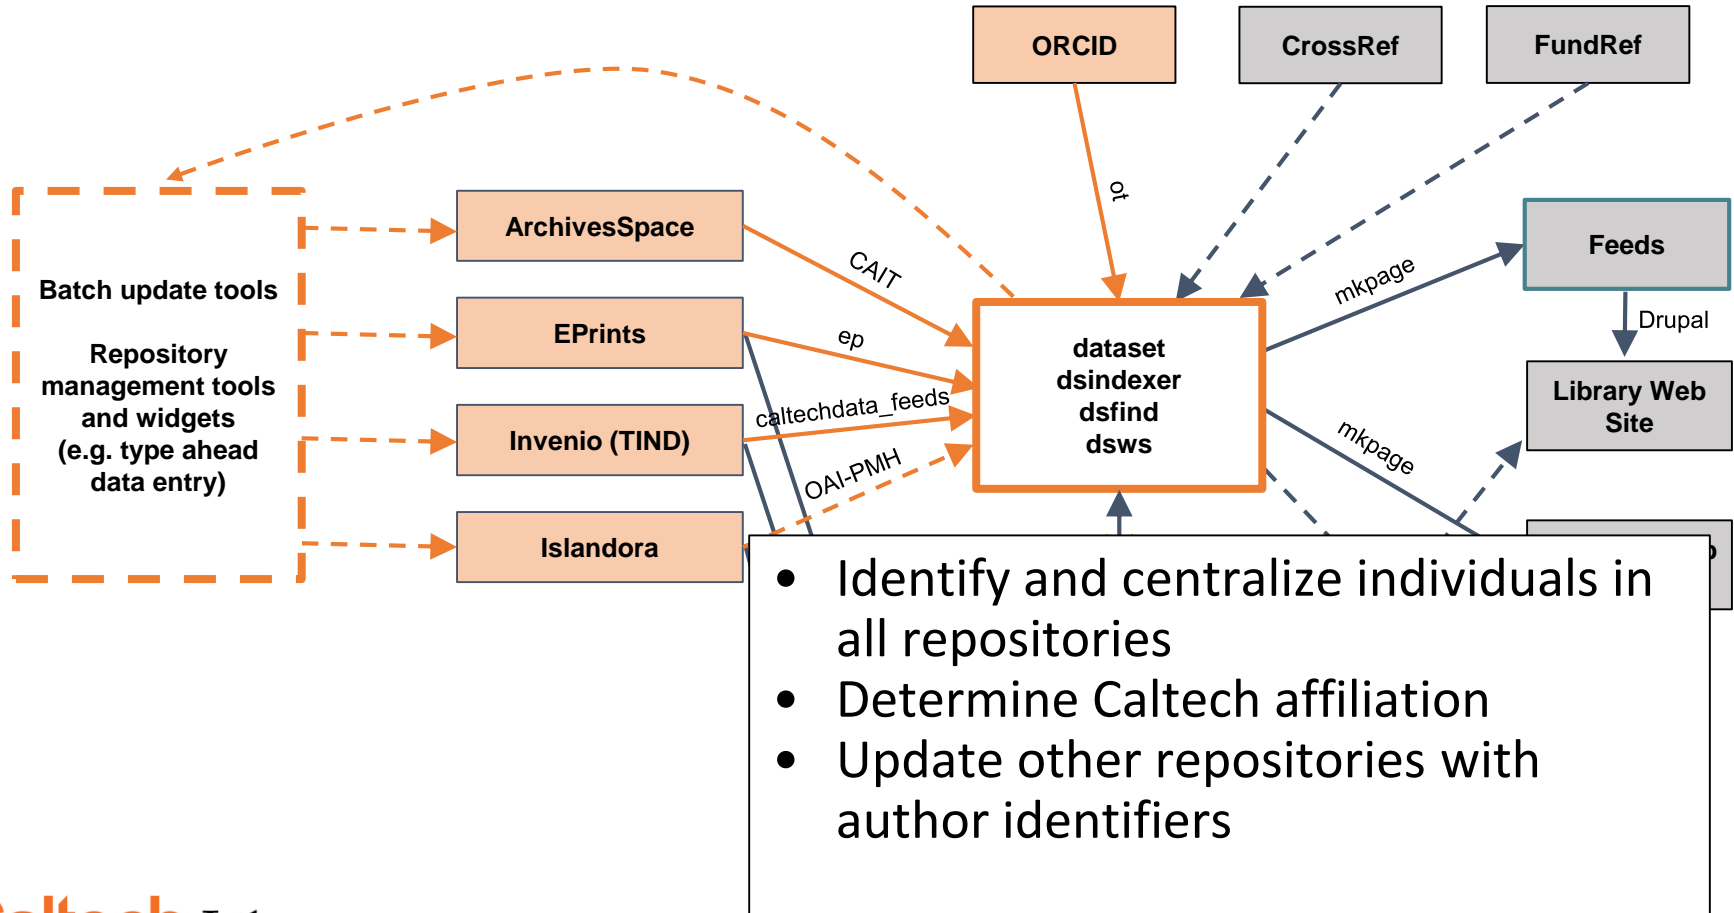 ORCID
CrossRef
FundRef
ot
ArchivesSpace
CAIT
Feeds
mkpage
Drupal
Batch update tools
Repository
management tools
and widgets
(e.g. type ahead
data entry)
EPrints
ep
dataset
dsindexer
dsfind
dsws
Library Web
Site
caltechdata_feeds
Invenio (TIND)
mkpage
OAI-PMH
Islandora
• Identify and centralize individuals in
all repositories
• Determine Caltech affiliation
• Update other repositories with
author identifiers